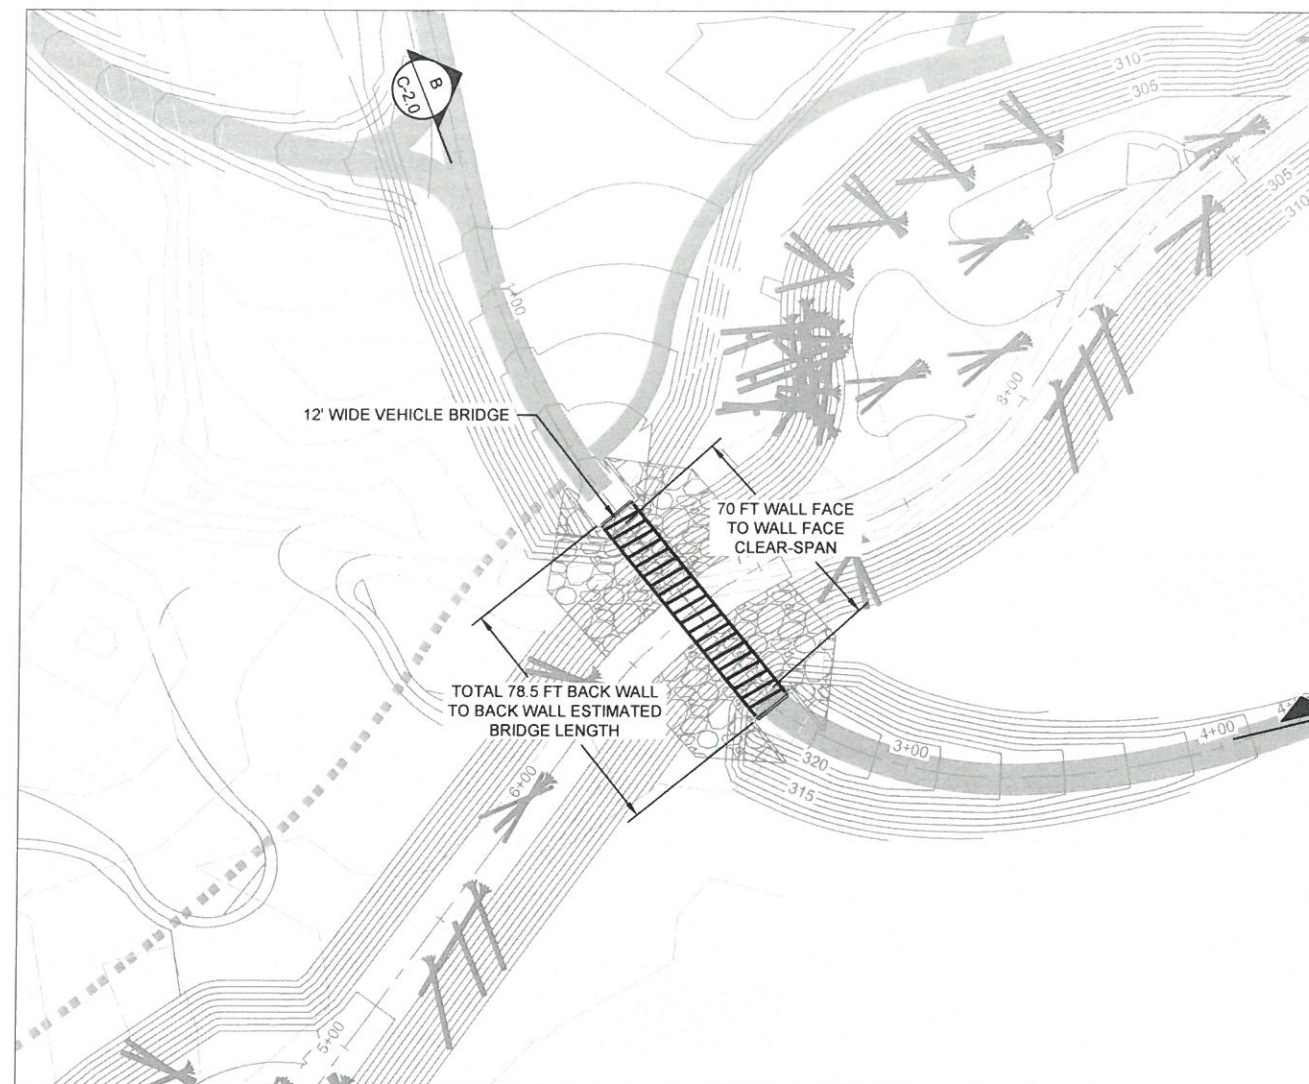 310
305
B
C-2.0
305
310
1+00
8+00
12' WIDE VEHICLE BRIDGE
70 FT WALL FACE
TO WALL FACE
CLEAR-SPAN
TOTAL 78.5 FT BACK WALL
TO BACK WALL ESTIMATED
BRIDGE LENGTH
3+00
4+00
320
315
6+00
5+00